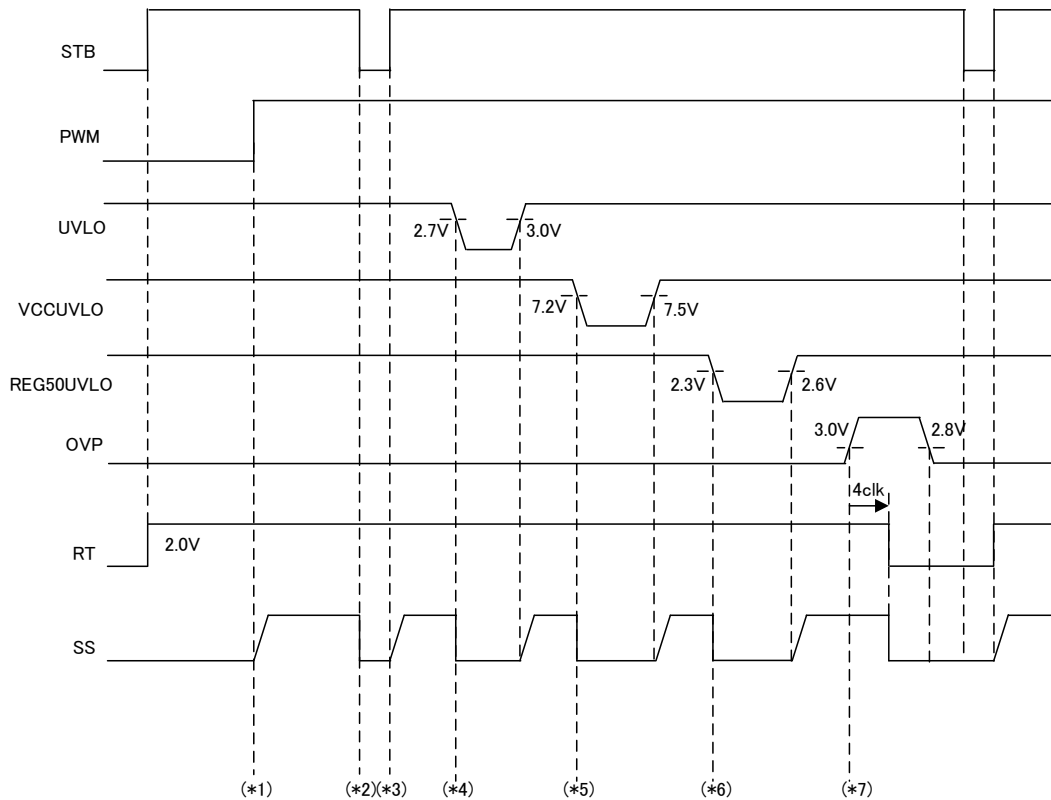 STB
PWM
UVLO
2.7V
3.0V
VCCUVLO
7.2V
7.5V
REG50UVLO
2.3V
2.6V
OVP
3.0V
2.8V
4clk
RT
2.0V
SS
(*1)
(*2)(*3)
(*4)
(*5)
(*6)
(*7)